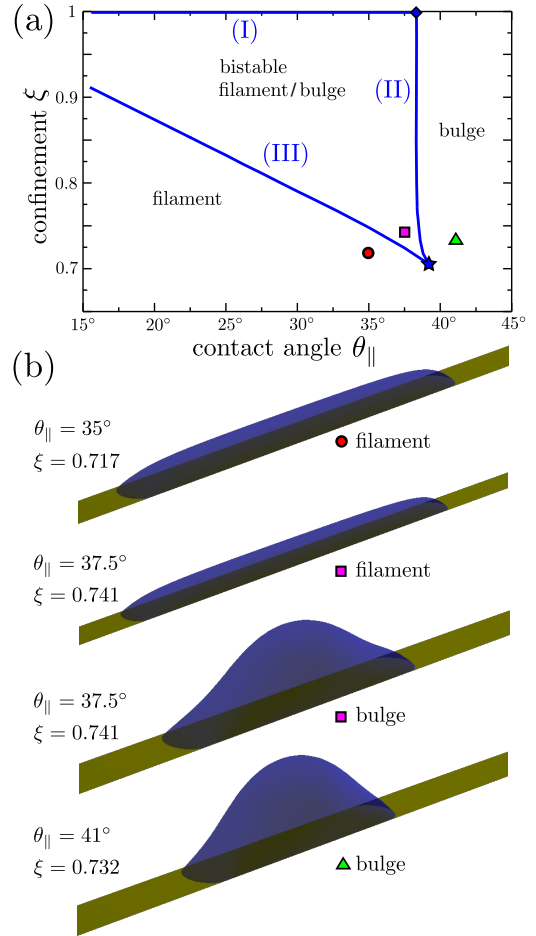 (a)
1
(I)
bistable
filament/bulge
(II)
0.9
bulge
(III)
confinement ξ
0.8
filament
0.7
15° 20° 25° 30° 35° 40° 45°
contact angle θ∥
(b)
θ∥ = 35°
filament
ξ = 0.717
θ∥ = 37.5°
filament
ξ = 0.741
θ∥ = 37.5°
bulge
ξ = 0.741
θ∥ = 41°
bulge
ξ = 0.732